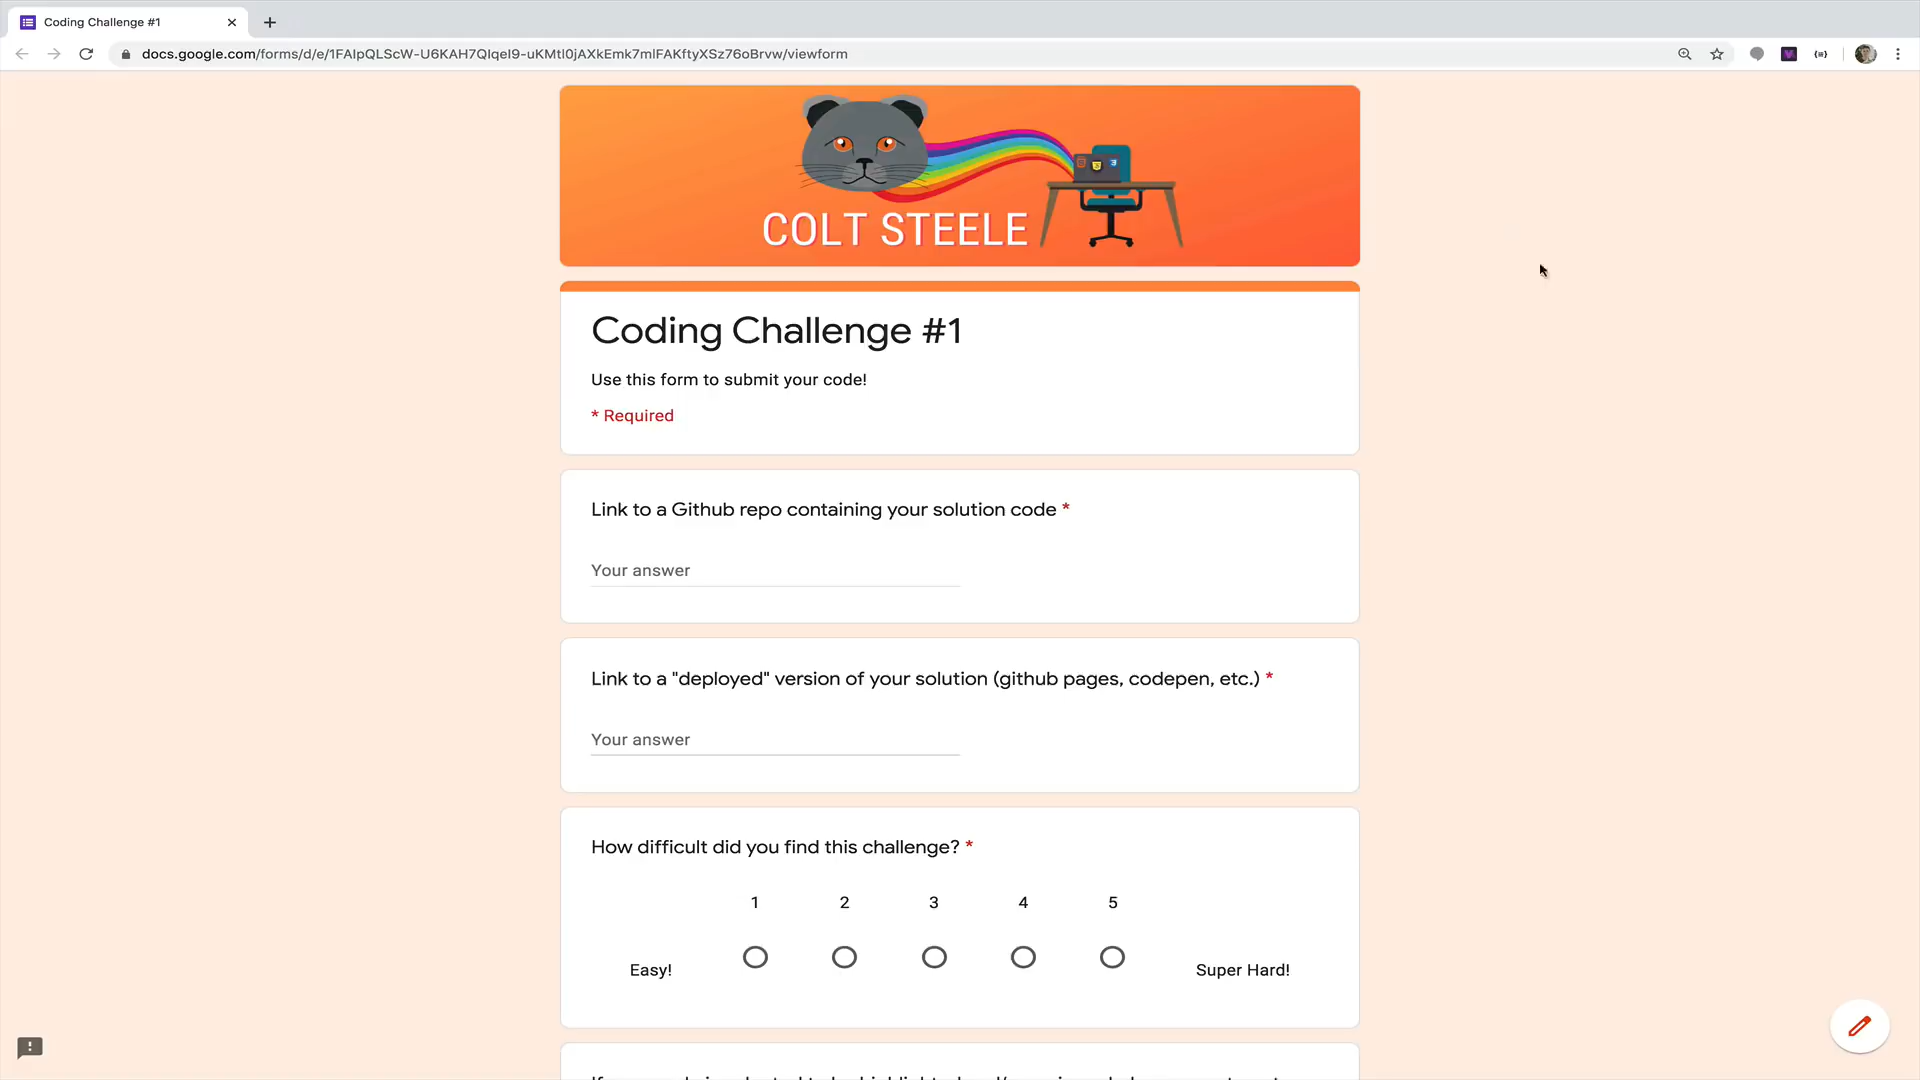 Coding Challenge #1
docs.google.com/forms/d/e/1FAIpQLScW-U6KAH7QIqeI9-uKMtl0jAXkEmk7mlFAKftyXSz76oBrvw/viewform
COLT STEELE
Coding Challenge #1
Use this form to submit your code!
* Required
Link to a Github repo containing your solution code *
Your answer
Link to a "deployed" version of your solution (github pages, codepen, etc.) *
Your answer
How difficult did you find this challenge? *
1 2 3 4 5
Easy! Super Hard!